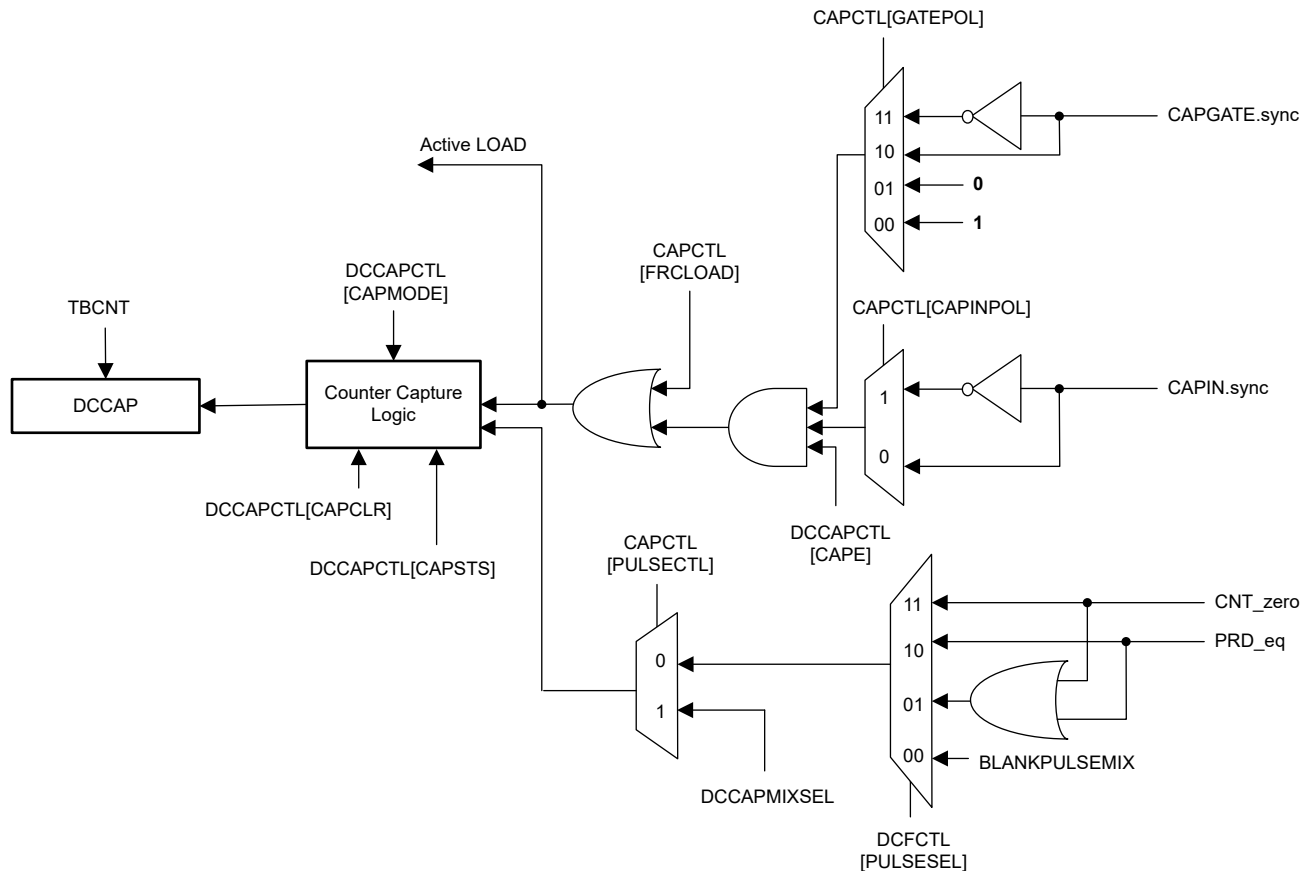 CAPCTL[GATEPOL]
11
CAPGATE.sync
Active LOAD
10
01
0
00
1
CAPCTL
[FRCLOAD]
DCCAPCTL
[CAPMODE]
TBCNT
CAPCTL[CAPINPOL]
DCCAP
Counter Capture
Logic
1
CAPIN.sync
0
DCCAPCTL[CAPCLR]
DCCAPCTL
[CAPE]
DCCAPCTL[CAPSTS]
CAPCTL
[PULSECTL]
11
CNT_zero
10
PRD_eq
0
1
01
00
BLANKPULSEMIX
DCCAPMIXSEL
DCFCTL
[PULSESEL]